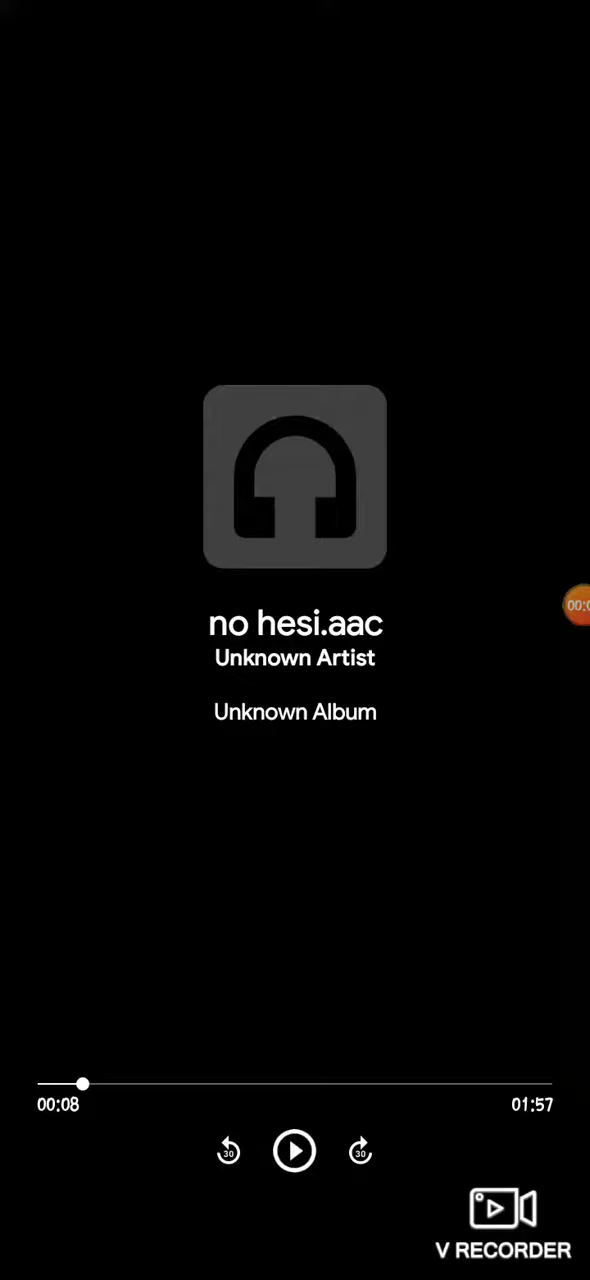 no hesi.aac
Unknown Artist
Unknown Album
00:08
01:57
30
30
V RECORDER